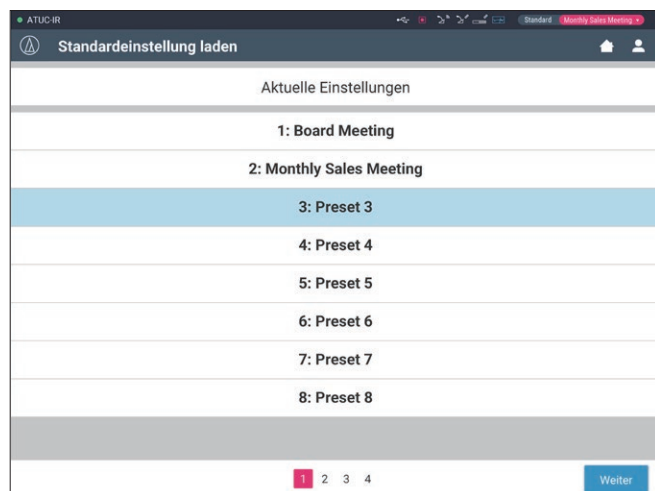 ATUC-IR Standard Monthly Sales Meeting
Standardeinstellung laden
Aktuelle Einstellungen
1: Board Meeting
2: Monthly Sales Meeting
3: Preset 3
4: Preset 4
5: Preset 5
6: Preset 6
7: Preset 7
8: Preset 8
1 2 3 4 Weiter